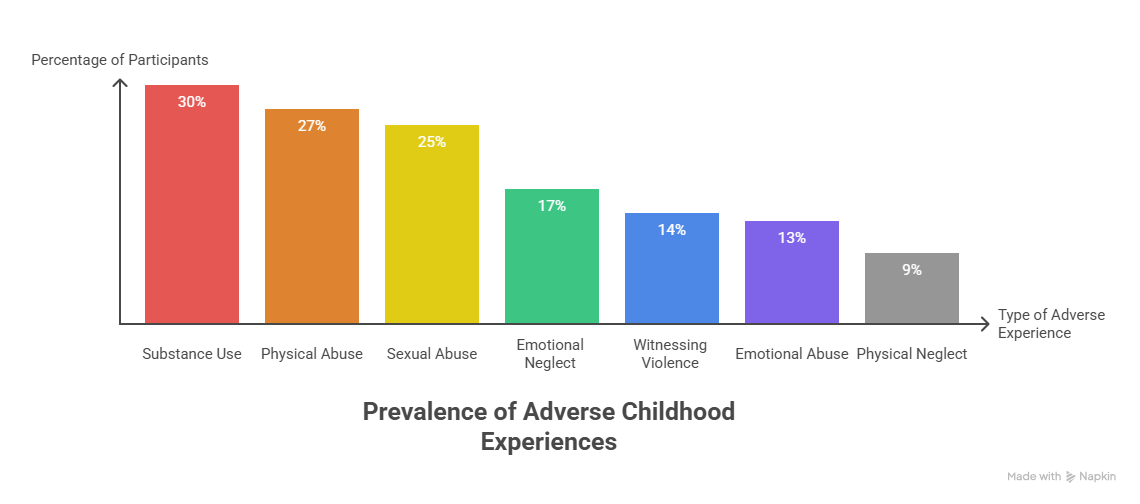 Percentage of Participants
30%
27%
25%
17%
14%
13%
9%
Type of Adverse
Experience
Substance Use
Physical Abuse
Sexual Abuse
Emotional
Neglect
Witnessing
Violence
Emotional Abuse
Physical Neglect
Prevalence of Adverse Childhood
Experiences
Made with Napkin